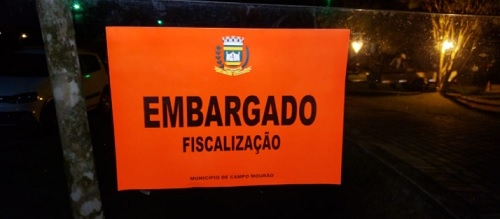 EMBARGADO
FISCALIZAÇÃO
MUNICÍPIO DE CAMPO MOURÃO